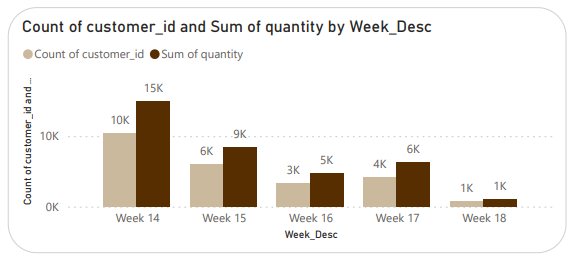 Count of customer_id and Sum of quantity by Week_Desc
Count of customer_id Sum of quantity
Count of customer_id and ...
10K
0K
10K 15K
6K 9K
3K 5K
4K 6K
1K 1K
Week 14 Week 15 Week 16 Week 17 Week 18
Week_Desc